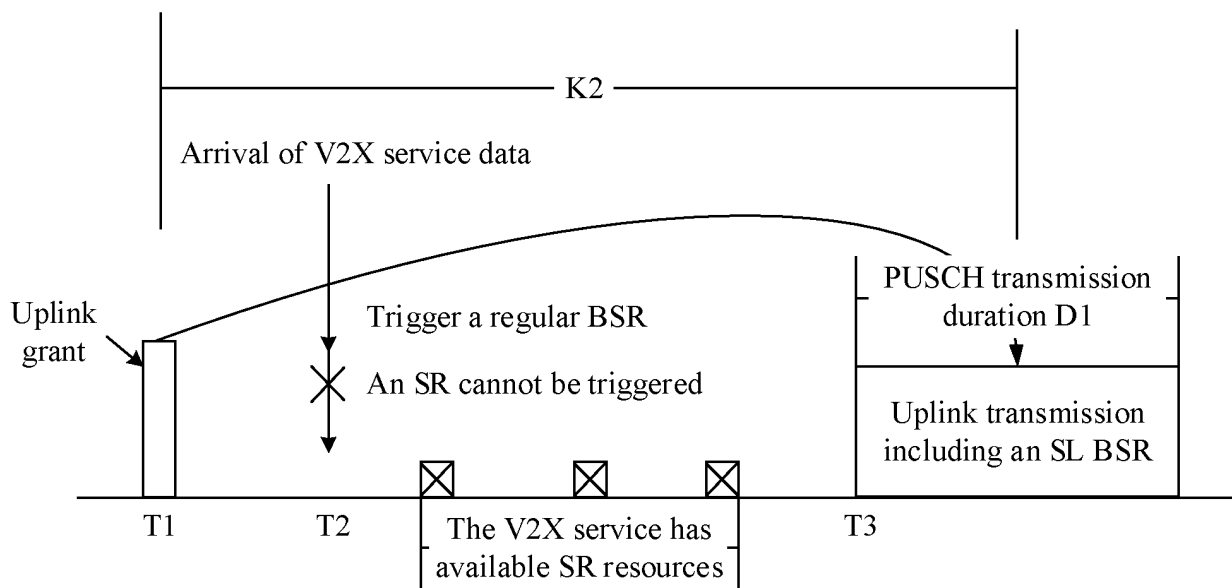 K2
Arrival of V2X service data
Uplink
grant
Trigger a regular BSR
An SR cannot be triggered
PUSCH transmission
duration D1
Uplink transmission
including an SL BSR
T1
T2
The V2X service has
available SR resources
T3